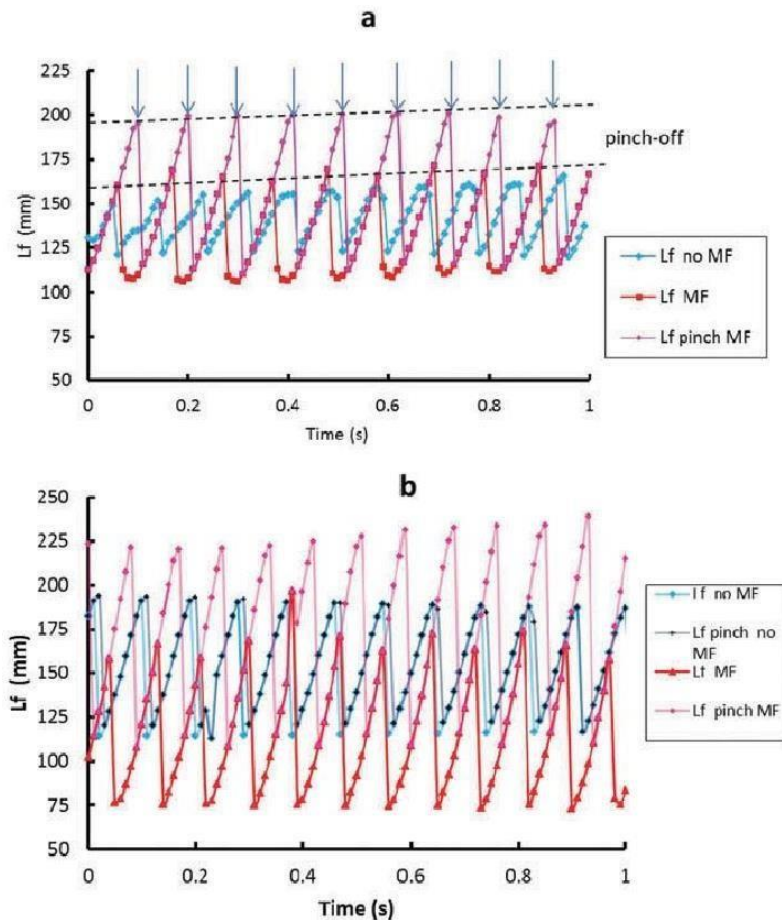 a
225
200
175
150
125
100
75
50
Lf (mm)
0
0.2
0.4
0.6
0.8
1
Time (s)
pinch-off
Lf no MF
Lf MF
Lf pinch MF
b
250
225
200
175
150
125
100
75
50
Lf (mm)
0
0.2
0.4
0.6
0.8
1
Time (s)
Lf no MF
Lf pinch no
MF
Lf MF
Lf pinch MF